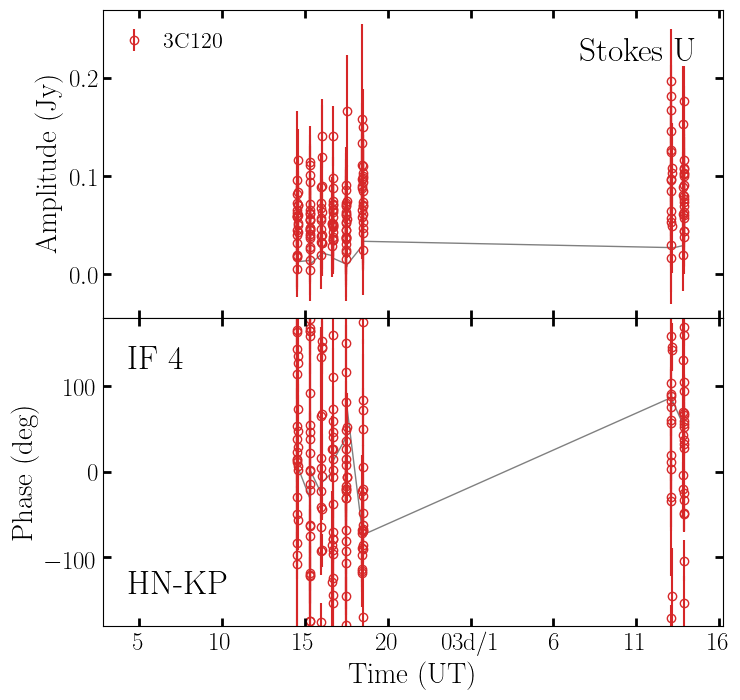 3C120
Stokes U
Amplitude (Jy)
0.2
0.1
0.0
IF 4
HN-KP
Phase (deg)
100
0
−100
5 10 15 20 03d/1 6 11 16
Time (UT)